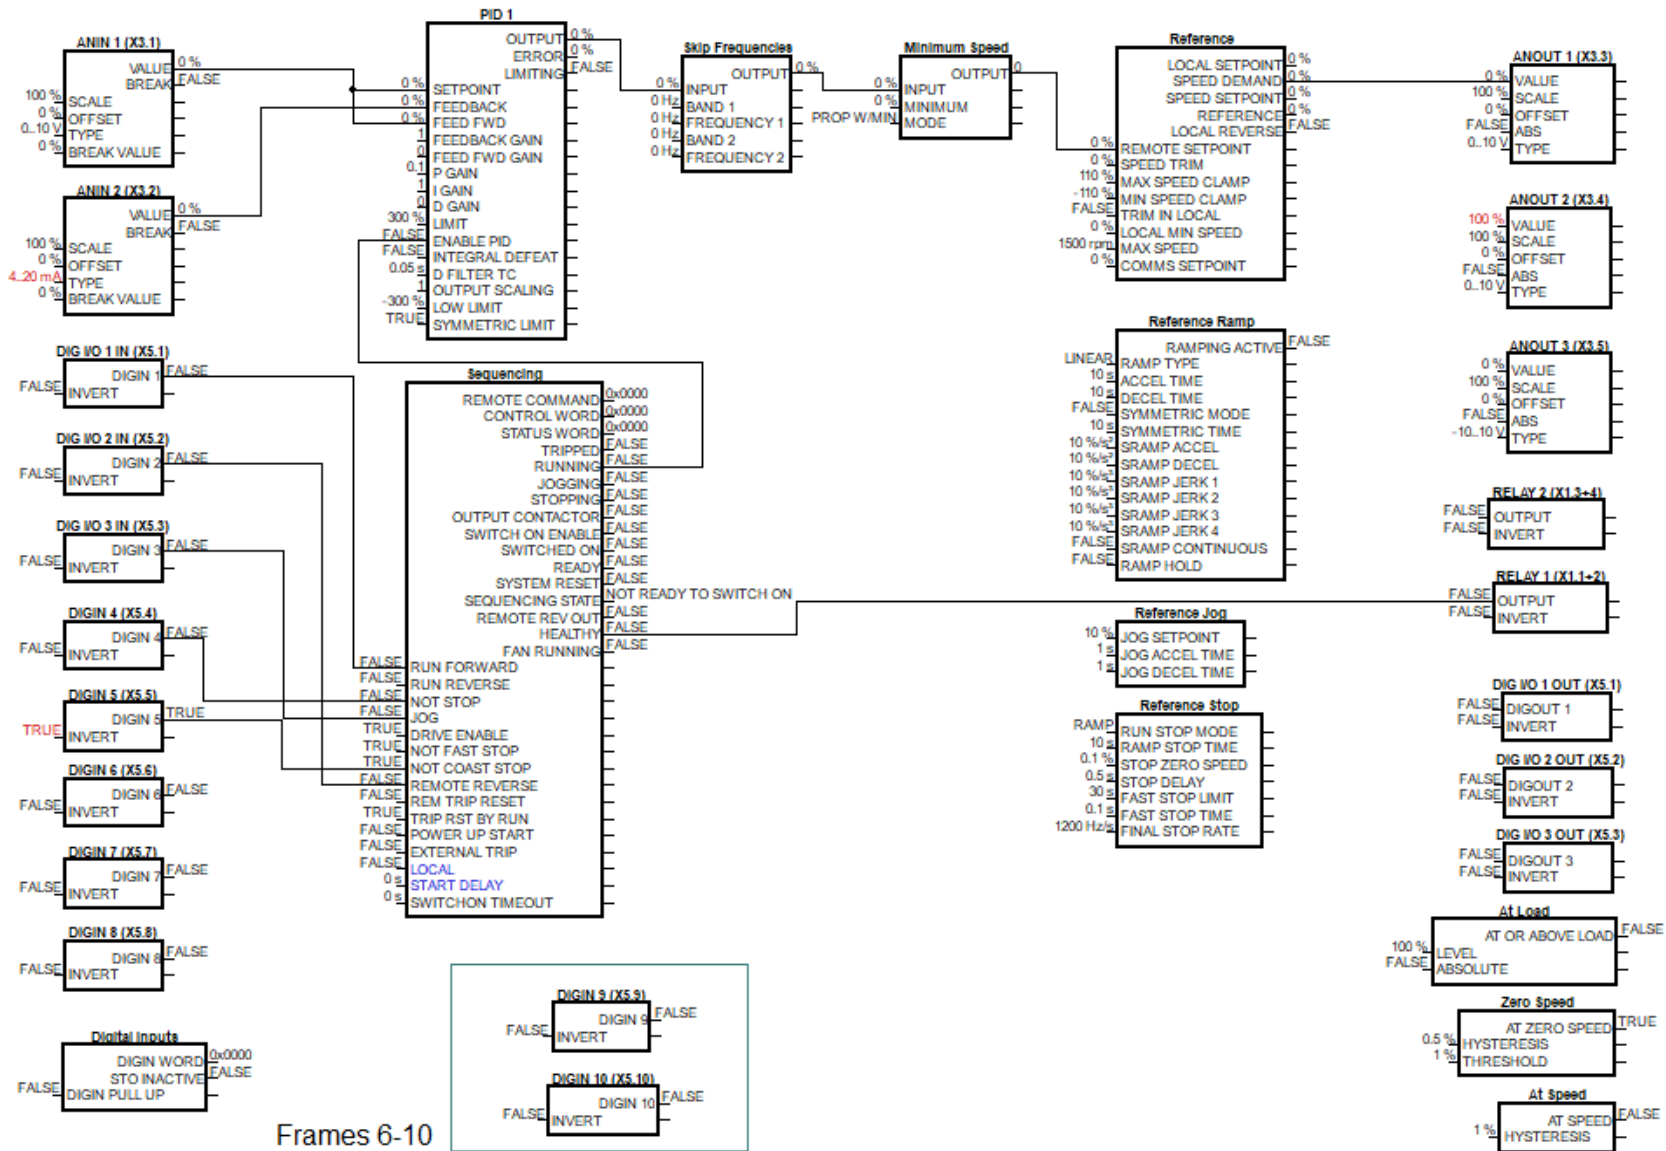 ANIN 1 (X3.1)
VALUE 0 %
BREAK FALSE
100 % SCALE
0 % OFFSET
0..10 V TYPE
0 % BREAK VALUE
ANIN 2 (X3.2)
VALUE 0 %
BREAK FALSE
100 % SCALE
0 % OFFSET
4..20 mA TYPE
0 % BREAK VALUE
DIG I/O 1 IN (X5.1)
DIGIN 1 FALSE
FALSE INVERT
DIG I/O 2 IN (X5.2)
DIGIN 2 FALSE
FALSE INVERT
DIG I/O 3 IN (X5.3)
DIGIN 3 FALSE
FALSE INVERT
DIGIN 4 (X5.4)
DIGIN 4 FALSE
FALSE INVERT
DIGIN 5 (X5.5)
DIGIN 5 TRUE
TRUE INVERT
DIGIN 6 (X5.6)
DIGIN 6 FALSE
FALSE INVERT
DIGIN 7 (X5.7)
DIGIN 7 FALSE
FALSE INVERT
DIGIN 8 (X5.8)
DIGIN 8 FALSE
FALSE INVERT
Digital Inputs
DIGIN WORD 0x0000
STO INACTIVE FALSE
FALSE DIGIN PULL UP
PID 1
OUTPUT 0 %
ERROR 0 %
LIMITING FALSE
0 % SETPOINT
0 % FEEDBACK
0 % FEED FWD
1 FEEDBACK GAIN
0 FEED FWD GAIN
0.1 P GAIN
1 I GAIN
0 D GAIN
300 % LIMIT
FALSE ENABLE PID
FALSE INTEGRAL DEFEAT
0.05 s D FILTER TC
1 OUTPUT SCALING
-300 % LOW LIMIT
TRUE SYMMETRIC LIMIT
Sequencing
REMOTE COMMAND 0x0000
CONTROL WORD 0x0000
STATUS WORD 0x0000
TRIPPED FALSE
RUNNING FALSE
JOGGING FALSE
STOPPING FALSE
OUTPUT CONTACTOR FALSE
SWITCH ON ENABLE FALSE
SWITCHED ON FALSE
READY FALSE
SYSTEM RESET FALSE
SEQUENCING STATE NOT READY TO SWITCH ON
REMOTE REV OUT FALSE
HEALTHY FALSE
FAN RUNNING FALSE
FALSE RUN FORWARD
FALSE RUN REVERSE
FALSE NOT STOP
FALSE JOG
TRUE DRIVE ENABLE
TRUE NOT FAST STOP
TRUE NOT COAST STOP
FALSE REMOTE REVERSE
FALSE REM TRIP RESET
TRUE TRIP RST BY RUN
FALSE POWER UP START
FALSE EXTERNAL TRIP
FALSE LOCAL
0 s START DELAY
0 s SWITCHON TIMEOUT
Frames 6-10
DIGIN 9 (X5.9)
DIGIN 9 FALSE
FALSE INVERT
DIGIN 10 (X5.10)
DIGIN 10 FALSE
FALSE INVERT
Skip Frequencies
OUTPUT 0 %
0 % INPUT
0 Hz BAND 1
0 Hz FREQUENCY 1
0 Hz BAND 2
0 Hz FREQUENCY 2
Minimum Speed
OUTPUT 0
0 % INPUT
0 % MINIMUM
PROP W/MIN MODE
Reference
LOCAL SETPOINT 0 %
SPEED DEMAND 0 %
SPEED SETPOINT 0 %
REFERENCE 0 %
LOCAL REVERSE FALSE
0 % REMOTE SETPOINT
0 % SPEED TRIM
110 % MAX SPEED CLAMP
-110 % MIN SPEED CLAMP
FALSE TRIM IN LOCAL
0 % LOCAL MIN SPEED
1500 rpm MAX SPEED
0 % COMMS SETPOINT
Reference Ramp
RAMPING ACTIVE FALSE
LINEAR RAMP TYPE
10 s ACCEL TIME
10 s DECEL TIME
FALSE SYMMETRIC MODE
10 s SYMMETRIC TIME
10 %/s² SRAMP ACCEL
10 %/s² SRAMP DECEL
10 %/s³ SRAMP JERK 1
10 %/s³ SRAMP JERK 2
10 %/s³ SRAMP JERK 3
10 %/s³ SRAMP JERK 4
FALSE SRAMP CONTINUOUS
FALSE RAMP HOLD
Reference Jog
10 % JOG SETPOINT
1 s JOG ACCEL TIME
1 s JOG DECEL TIME
Reference Stop
RAMP RUN STOP MODE
10 s RAMP STOP TIME
0.1 % STOP ZERO SPEED
0.5 s STOP DELAY
30 s FAST STOP LIMIT
0.1 s FAST STOP TIME
1200 Hz/s FINAL STOP RATE
ANOUT 1 (X3.3)
0 % VALUE
100 % SCALE
0 % OFFSET
FALSE ABS
0..10 V TYPE
ANOUT 2 (X3.4)
100 % VALUE
100 % SCALE
0 % OFFSET
FALSE ABS
0..10 V TYPE
ANOUT 3 (X3.5)
0 % VALUE
100 % SCALE
0 % OFFSET
FALSE ABS
-10..10 V TYPE
RELAY 2 (X1.3+4)
FALSE OUTPUT
FALSE INVERT
RELAY 1 (X1.1+2)
FALSE OUTPUT
FALSE INVERT
DIG I/O 1 OUT (X5.1)
FALSE DIGOUT 1
FALSE INVERT
DIG I/O 2 OUT (X5.2)
FALSE DIGOUT 2
FALSE INVERT
DIG I/O 3 OUT (X5.3)
FALSE DIGOUT 3
FALSE INVERT
At Load
AT OR ABOVE LOAD FALSE
100 % LEVEL
FALSE ABSOLUTE
Zero Speed
AT ZERO SPEED TRUE
0.5 % HYSTERESIS
1 % THRESHOLD
At Speed
AT SPEED FALSE
1 % HYSTERESIS